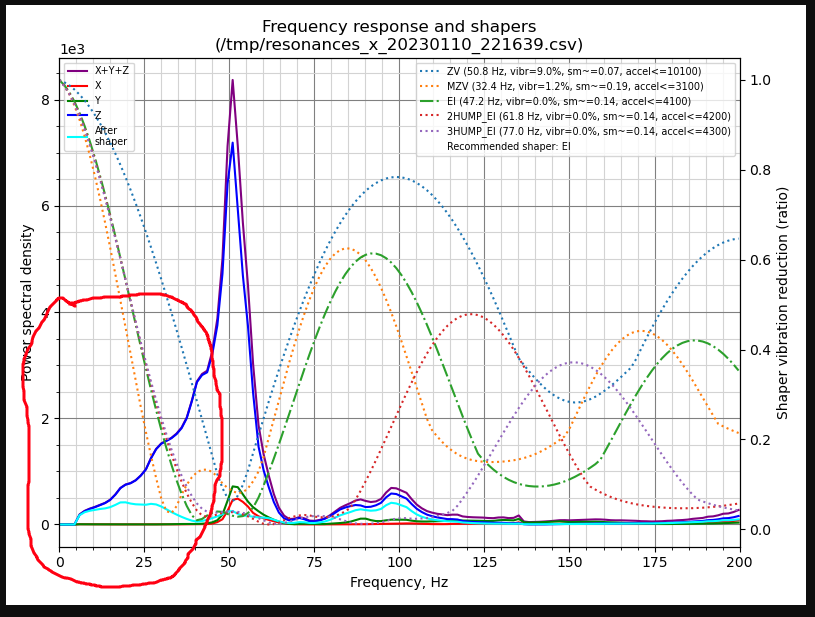 Frequency response and shapers
(/tmp/resonances_x_20230110_221639.csv)
1e3
X+Y+Z
X
Y
Z
After
shaper
ZV (50.8 Hz, vibr=9.0%, sm~=0.07, accel<=10100)
MZV (32.4 Hz, vibr=1.2%, sm~=0.19, accel<=3100)
EI (47.2 Hz, vibr=0.0%, sm~=0.14, accel<=4100)
2HUMP_EI (61.8 Hz, vibr=0.0%, sm~=0.14, accel<=4200)
3HUMP_EI (77.0 Hz, vibr=0.0%, sm~=0.14, accel<=4300)
Recommended shaper: EI
8
6
4
2
0
Power spectral density
1.0
0.8
0.6
0.4
0.2
0.0
Shaper vibration reduction (ratio)
0 25 50 75 100 125 150 175 200
Frequency, Hz